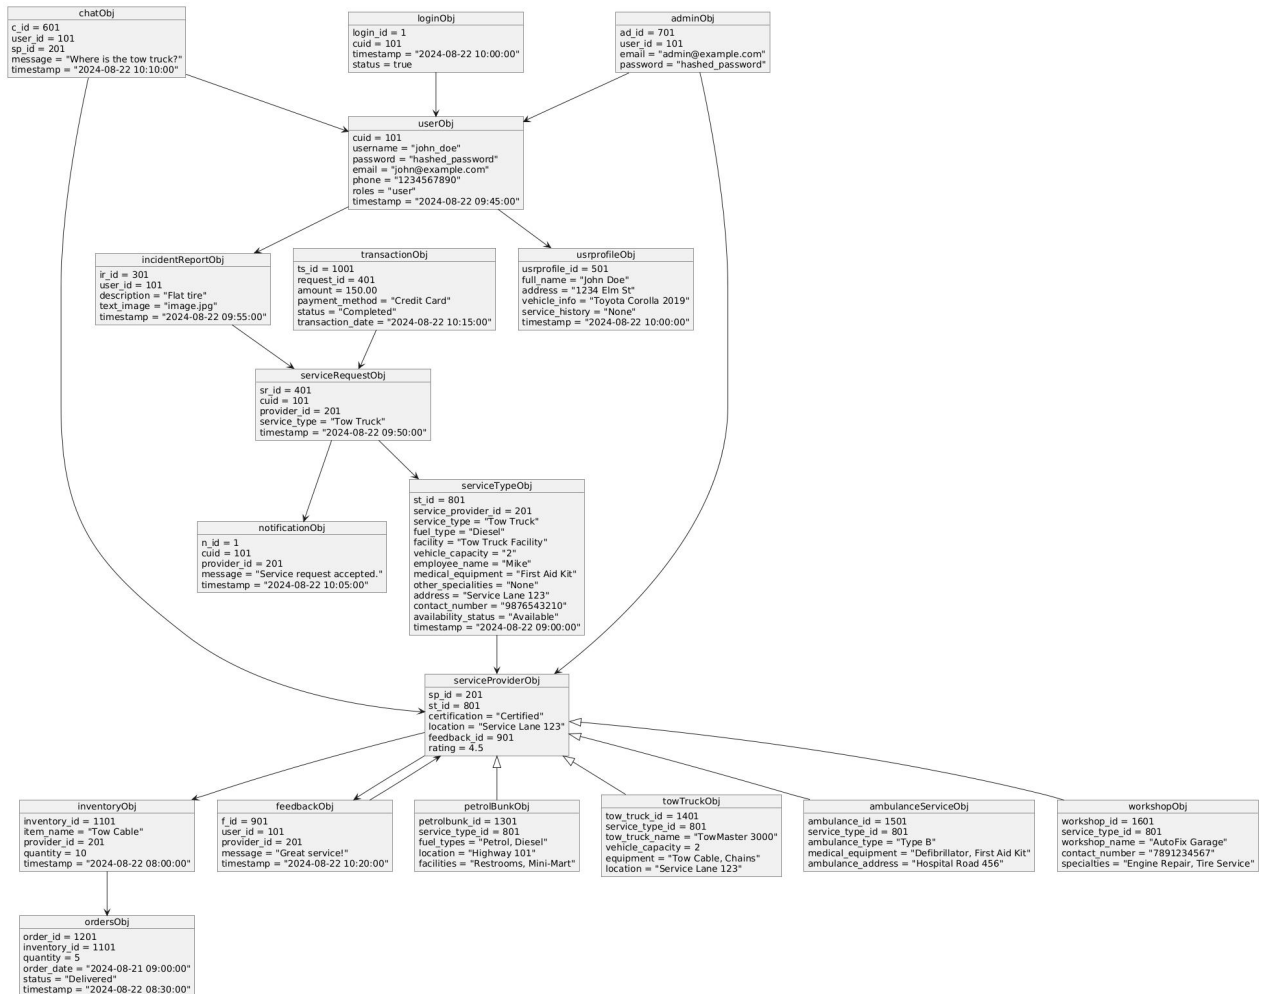 chatObj
c_id = 601
user_id = 101
sp_id = 201
message = "Where is the tow truck?"
timestamp = "2024-08-22 10:10:00"
loginObj
login_id = 1
cuid = 101
timestamp = "2024-08-22 10:00:00"
status = true
adminObj
ad_id = 701
user_id = 101
email = "admin@example.com"
password = "hashed_password"
userObj
cuid = 101
username = "john_doe"
password = "hashed_password"
email = "john@example.com"
phone = "1234567890"
roles = "user"
timestamp = "2024-08-22 09:45:00"
incidentReportObj
ir_id = 301
user_id = 101
description = "Flat tire"
text_image = "image.jpg"
timestamp = "2024-08-22 09:55:00"
transactionObj
ts_id = 1001
request_id = 401
amount = 150.00
payment_method = "Credit Card"
status = "Completed"
transaction_date = "2024-08-22 10:15:00"
usrprofileObj
usrprofile_id = 501
full_name = "John Doe"
address = "1234 Elm St"
vehicle_info = "Toyota Corolla 2019"
service_history = "None"
timestamp = "2024-08-22 10:00:00"
serviceRequestObj
sr_id = 401
cuid = 101
provider_id = 201
service_type = "Tow Truck"
timestamp = "2024-08-22 09:50:00"
notificationObj
n_id = 1
cuid = 101
provider_id = 201
message = "Service request accepted."
timestamp = "2024-08-22 10:05:00"
serviceTypeObj
st_id = 801
service_provider_id = 201
service_type = "Tow Truck"
fuel_type = "Diesel"
facility = "Tow Truck Facility"
vehicle_capacity = "2"
employee_name = "Mike"
medical_equipment = "First Aid Kit"
other_specialities = "None"
address = "Service Lane 123"
contact_number = "9876543210"
availability_status = "Available"
timestamp = "2024-08-22 09:00:00"
serviceProviderObj
sp_id = 201
st_id = 801
certification = "Certified"
location = "Service Lane 123"
feedback_id = 901
rating = 4.5
inventoryObj
inventory_id = 1101
item_name = "Tow Cable"
provider_id = 201
quantity = 10
timestamp = "2024-08-22 08:00:00"
feedbackObj
f_id = 901
user_id = 101
provider_id = 201
message = "Great service!"
timestamp = "2024-08-22 10:20:00"
petrolBunkObj
petrolbunk_id = 1301
service_type_id = 801
fuel_types = "Petrol, Diesel"
location = "Highway 101"
facilities = "Restrooms, Mini-Mart"
towTruckObj
tow_truck_id = 1401
service_type_id = 801
tow_truck_name = "TowMaster 3000"
vehicle_capacity = 2
equipment = "Tow Cable, Chains"
location = "Service Lane 123"
ambulanceServiceObj
ambulance_id = 1501
service_type_id = 801
ambulance_type = "Type B"
medical_equipment = "Defibrillator, First Aid Kit"
ambulance_address = "Hospital Road 456"
workshopObj
workshop_id = 1601
service_type_id = 801
workshop_name = "AutoFix Garage"
contact_number = "7891234567"
specialties = "Engine Repair, Tire Service"
ordersObj
order_id = 1201
inventory_id = 1101
quantity = 5
order_date = "2024-08-21 09:00:00"
status = "Delivered"
timestamp = "2024-08-22 08:30:00"